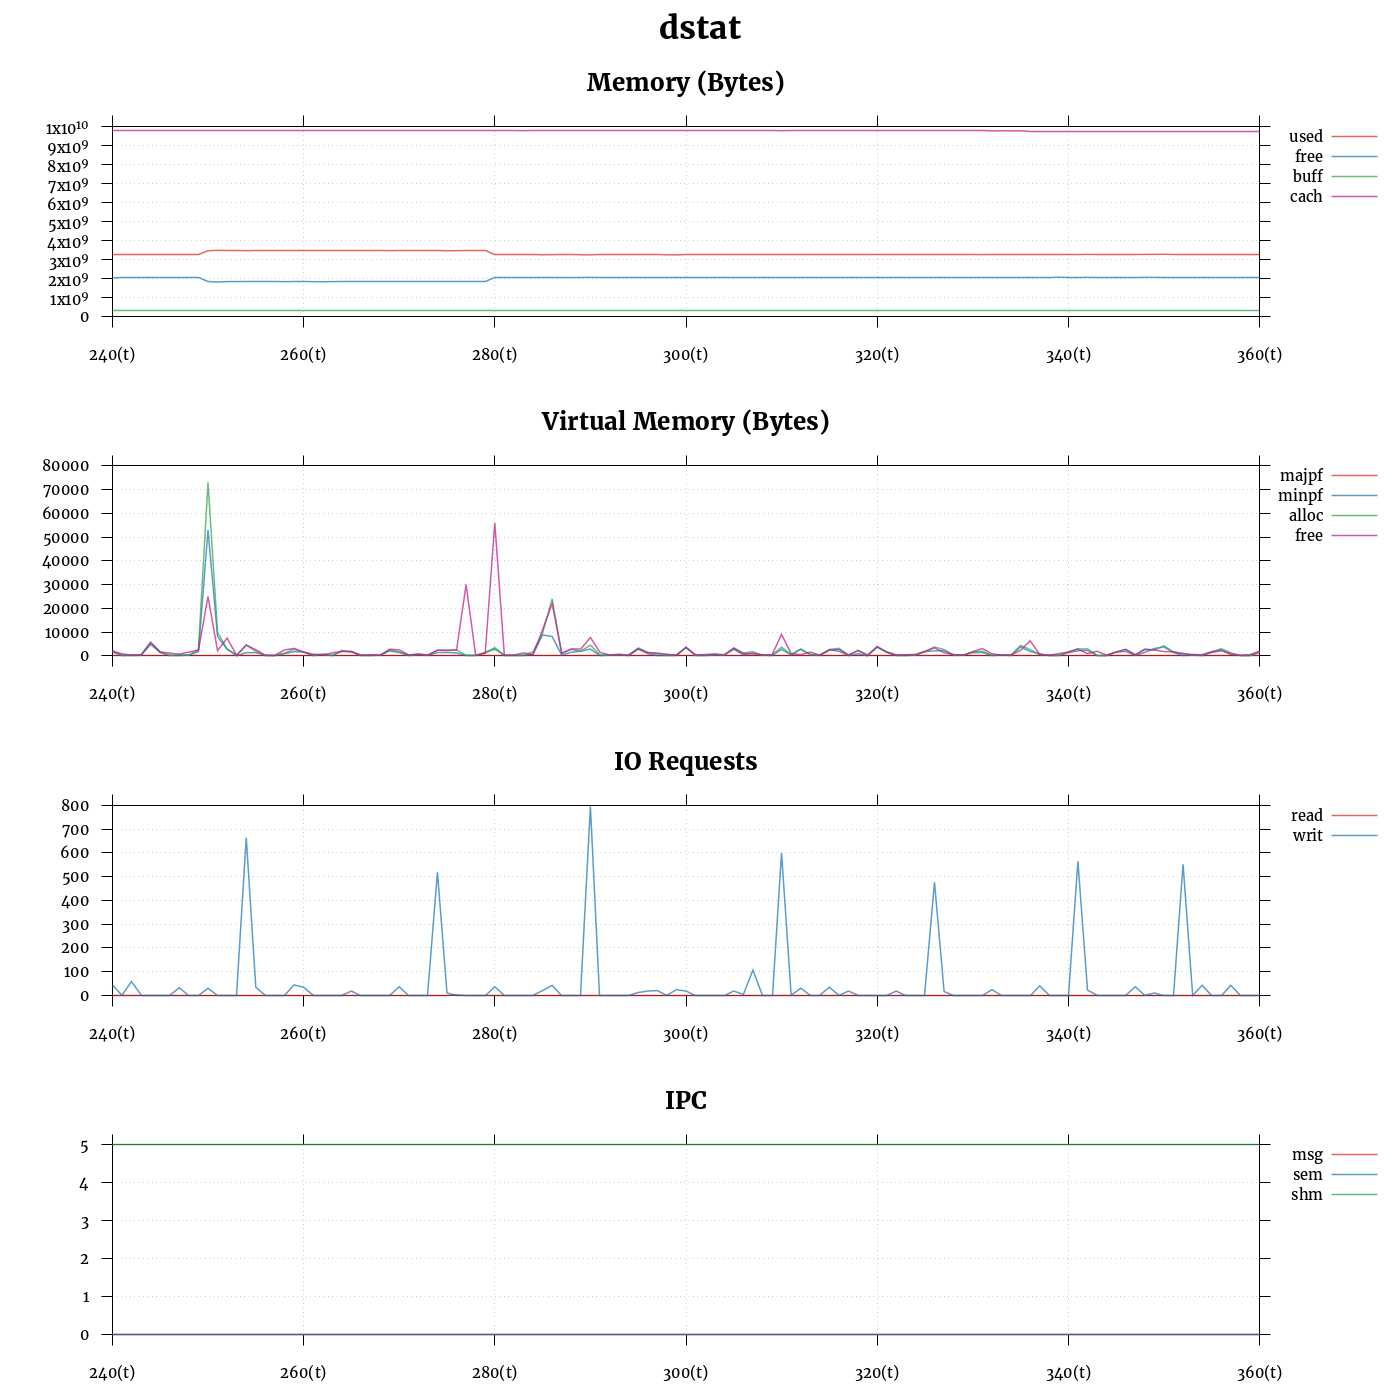 dstat
Memory (Bytes)
1x10¹⁰
9x10⁹
8x10⁹
7x10⁹
6x10⁹
5x10⁹
4x10⁹
3x10⁹
2x10⁹
1x10⁹
0
used
free
buff
cach
240(t) 260(t) 280(t) 300(t) 320(t) 340(t) 360(t)
Virtual Memory (Bytes)
80000
70000
60000
50000
40000
30000
20000
10000
0
majpf
minpf
alloc
free
240(t) 260(t) 280(t) 300(t) 320(t) 340(t) 360(t)
IO Requests
800
700
600
500
400
300
200
100
0
read
writ
240(t) 260(t) 280(t) 300(t) 320(t) 340(t) 360(t)
IPC
5
4
3
2
1
0
msg
sem
shm
240(t) 260(t) 280(t) 300(t) 320(t) 340(t) 360(t)